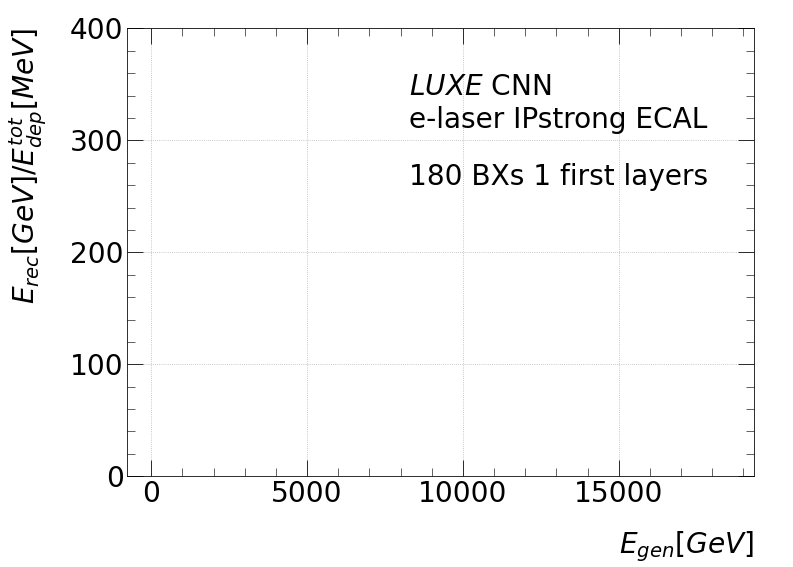 E_rec[GeV]/E_dep^tot[MeV]
400
300
200
100
0
LUXE CNN
e-laser IPstrong ECAL
180 BXs 1 first layers
0 5000 10000 15000
E_gen[GeV]